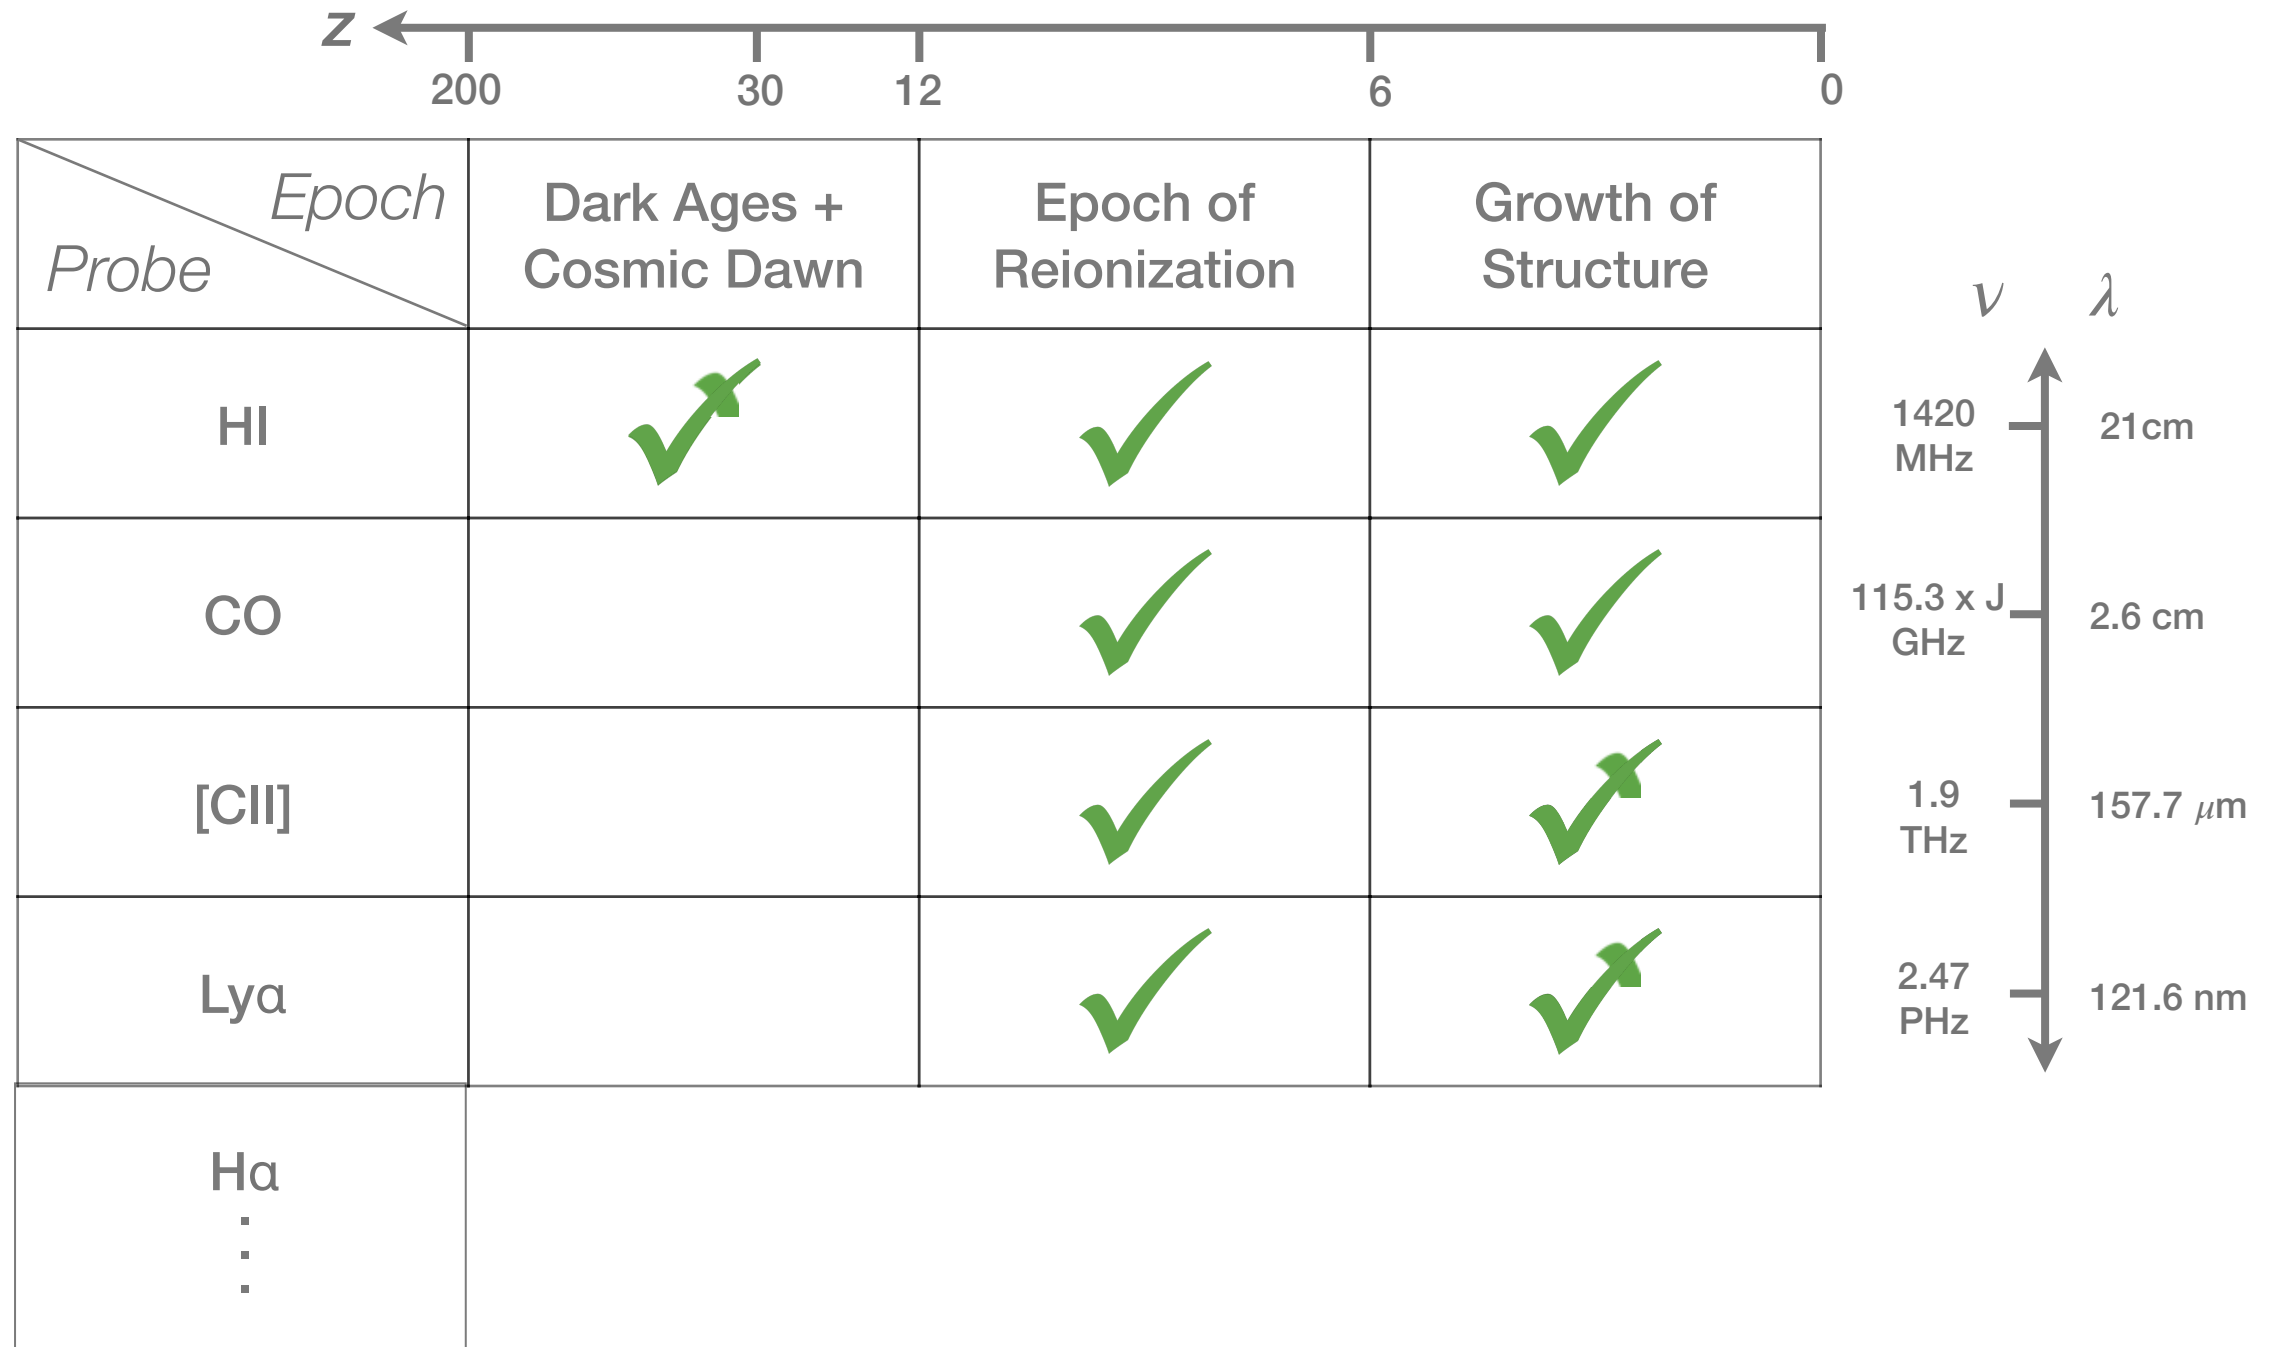 z
200 30 12 6 0
Epoch
Probe
Dark Ages +
Cosmic Dawn
Epoch of
Reionization
Growth of
Structure
ν λ
HI
1420
MHz
21cm
CO
115.3 x J
GHz
2.6 cm
[CII]
1.9
THz
157.7 μm
Lyα
2.47
PHz
121.6 nm
Hα